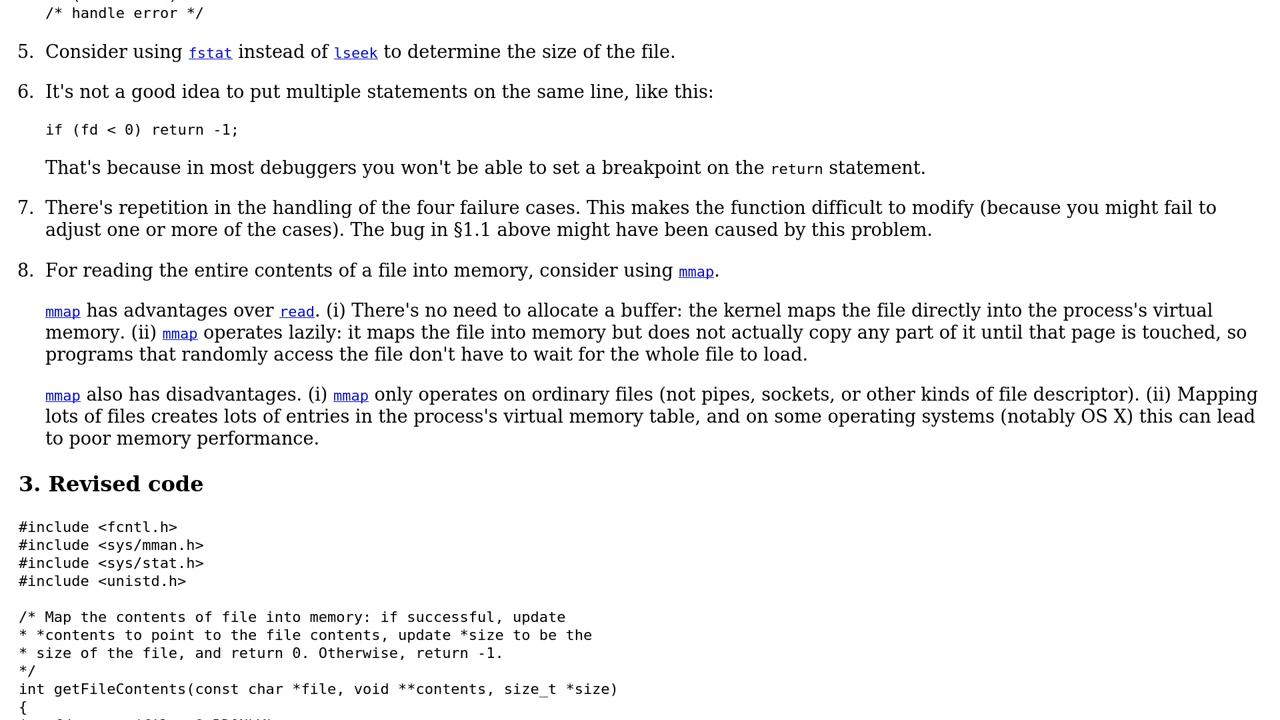 /* handle error */
5. Consider using fstat instead of lseek to determine the size of the file.
6. It's not a good idea to put multiple statements on the same line, like this:
if (fd < 0) return -1;
That's because in most debuggers you won't be able to set a breakpoint on the return statement.
7. There's repetition in the handling of the four failure cases. This makes the function difficult to modify (because you might fail to
adjust one or more of the cases). The bug in §1.1 above might have been caused by this problem.
8. For reading the entire contents of a file into memory, consider using mmap.
mmap has advantages over read. (i) There's no need to allocate a buffer: the kernel maps the file directly into the process's virtual
memory. (ii) mmap operates lazily: it maps the file into memory but does not actually copy any part of it until that page is touched, so
programs that randomly access the file don't have to wait for the whole file to load.
mmap also has disadvantages. (i) mmap only operates on ordinary files (not pipes, sockets, or other kinds of file descriptor). (ii) Mapping
lots of files creates lots of entries in the process's virtual memory table, and on some operating systems (notably OS X) this can lead
to poor memory performance.
3. Revised code
#include <fcntl.h>
#include <sys/mman.h>
#include <sys/stat.h>
#include <unistd.h>
/* Map the contents of file into memory: if successful, update
* *contents to point to the file contents, update *size to be the
* size of the file, and return 0. Otherwise, return -1.
*/
int getFileContents(const char *file, void **contents, size_t *size)
{